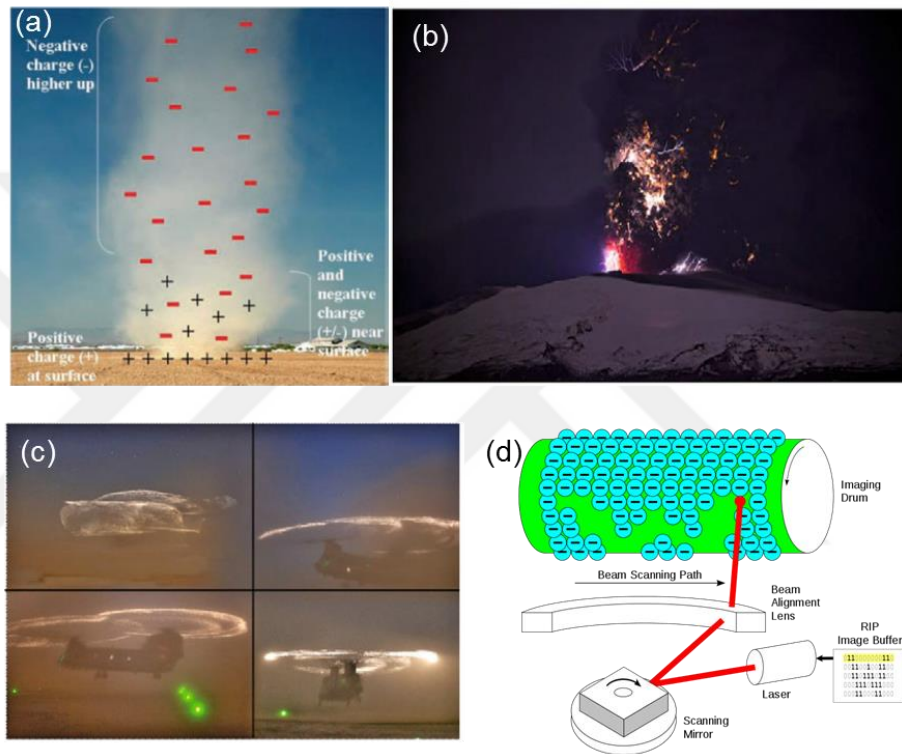 (a)
Negative
charge (-)
higher up
Positive
and
negative
charge
(+/-) near
surface
Positive
charge (+)
at surface
(b)
(c)
(d)
Imaging
Drum
Beam Scanning Path
Beam
Alignment
Lens
RIP
Image Buffer
Laser
Scanning
Mirror